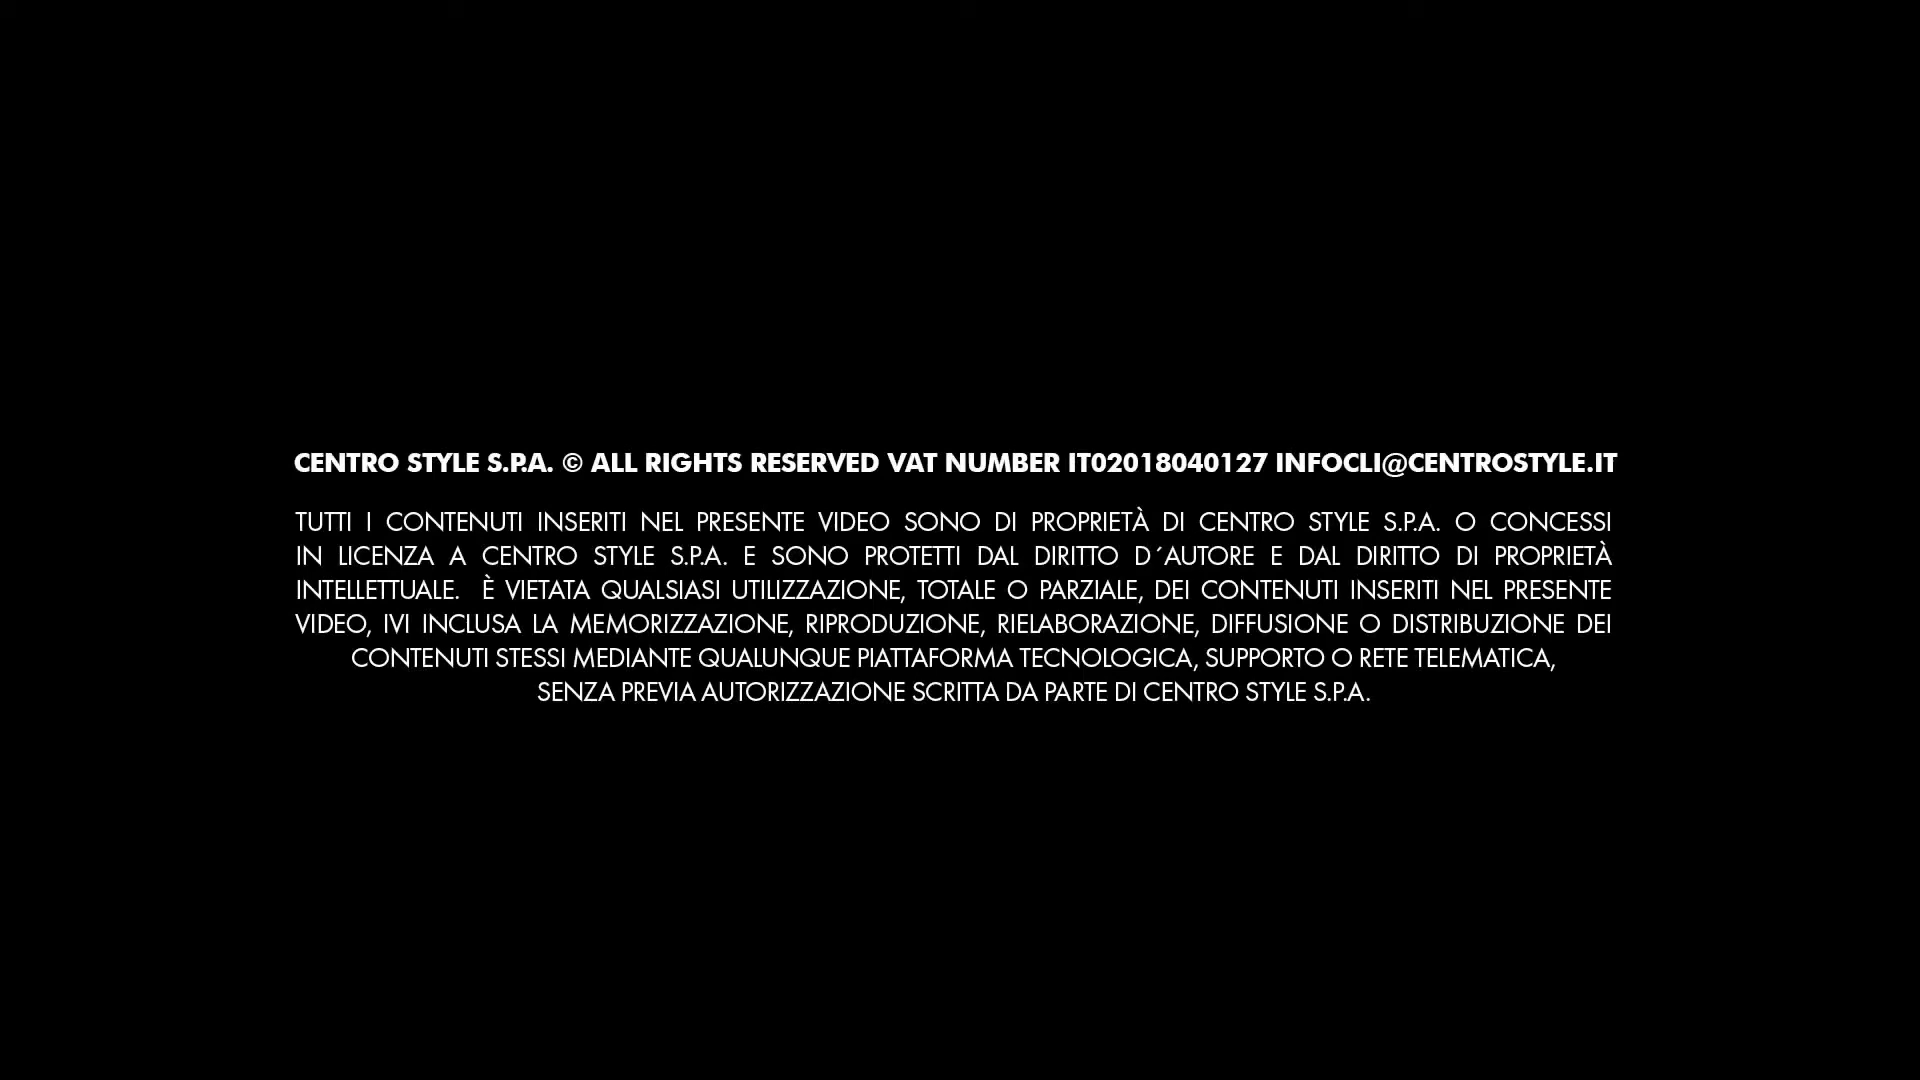 CENTRO STYLE S.P.A. © ALL RIGHTS RESERVED VAT NUMBER IT02018040127 INFOCLI@CENTROSTYLE.IT
TUTTI I CONTENUTI INSERITI NEL PRESENTE VIDEO SONO DI PROPRIETÀ DI CENTRO STYLE S.P.A. O CONCESSI
IN LICENZA A CENTRO STYLE S.P.A. E SONO PROTETTI DAL DIRITTO D´AUTORE E DAL DIRITTO DI PROPRIETÀ
INTELLETTUALE. È VIETATA QUALSIASI UTILIZZAZIONE, TOTALE O PARZIALE, DEI CONTENUTI INSERITI NEL PRESENTE
VIDEO, IVI INCLUSA LA MEMORIZZAZIONE, RIPRODUZIONE, RIELABORAZIONE, DIFFUSIONE O DISTRIBUZIONE DEI
CONTENUTI STESSI MEDIANTE QUALUNQUE PIATTAFORMA TECNOLOGICA, SUPPORTO O RETE TELEMATICA,
SENZA PREVIA AUTORIZZAZIONE SCRITTA DA PARTE DI CENTRO STYLE S.P.A.